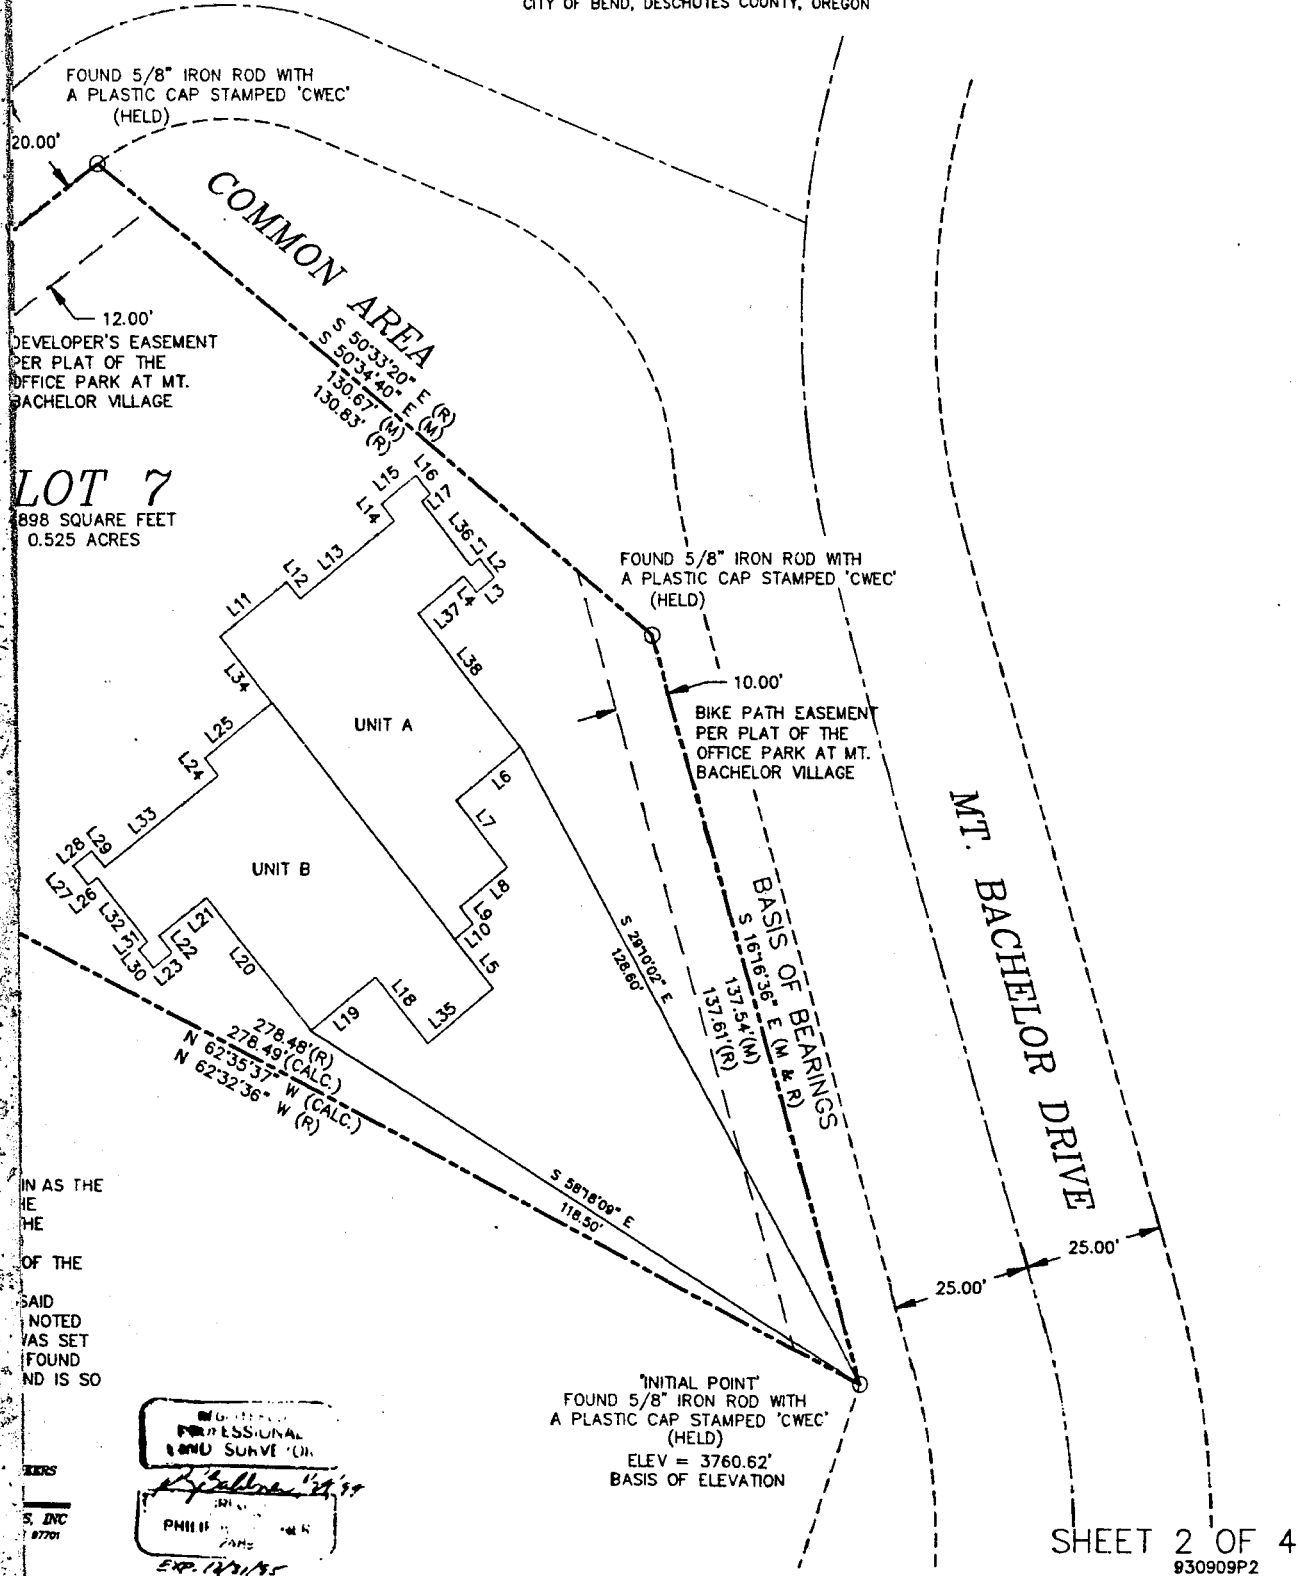 CITY OF BEND, DESCHUTES COUNTY, OREGON
FOUND 5/8" IRON ROD WITH
A PLASTIC CAP STAMPED 'CWEC'
(HELD)
20.00'
COMMON AREA
12.00'
DEVELOPER'S EASEMENT
PER PLAT OF THE
OFFICE PARK AT MT.
BACHELOR VILLAGE
S 50°33'20" E (R)
S 50°34'40" E (M)
130.67' (M)
130.83' (R)
LOT 7
898 SQUARE FEET
0.525 ACRES
L16
L15
L17
L14
L36
L1
L2
L3
L4
L37
L13
L12
L11
L38
L34
FOUND 5/8" IRON ROD WITH
A PLASTIC CAP STAMPED 'CWEC'
(HELD)
10.00'
BIKE PATH EASEMENT
PER PLAT OF THE
OFFICE PARK AT MT.
BACHELOR VILLAGE
UNIT A
L25
L24
L6
L7
L33
L29
L28
L27
L26
UNIT B
L8
L9
L10
L5
L32
L31
L30
L23
L22
L21
L20
L19
L18
L35
MT. BACHELOR DRIVE
BASIS OF BEARINGS
S 16°16'36" E (M & R)
137.54'(M)
137.61'(R)
S 29°10'02" E
128.60'
278.48'(R)
278.49'(CALC.)
N 62°35'37" W (CALC.)
N 62°32'36" W (R)
S 58°18'09" E
118.50'
25.00'
25.00'
IN AS THE
HE
OF THE
SAID
NOTED
WAS SET
FOUND
ND IS SO
'INITIAL POINT'
FOUND 5/8" IRON ROD WITH
A PLASTIC CAP STAMPED 'CWEC'
(HELD)
ELEV = 3760.62'
BASIS OF ELEVATION
PROFESSIONAL
LAND SURVEYOR
S, INC
97701
EXP. 12/31/95
SHEET 2 OF 4
930909P2